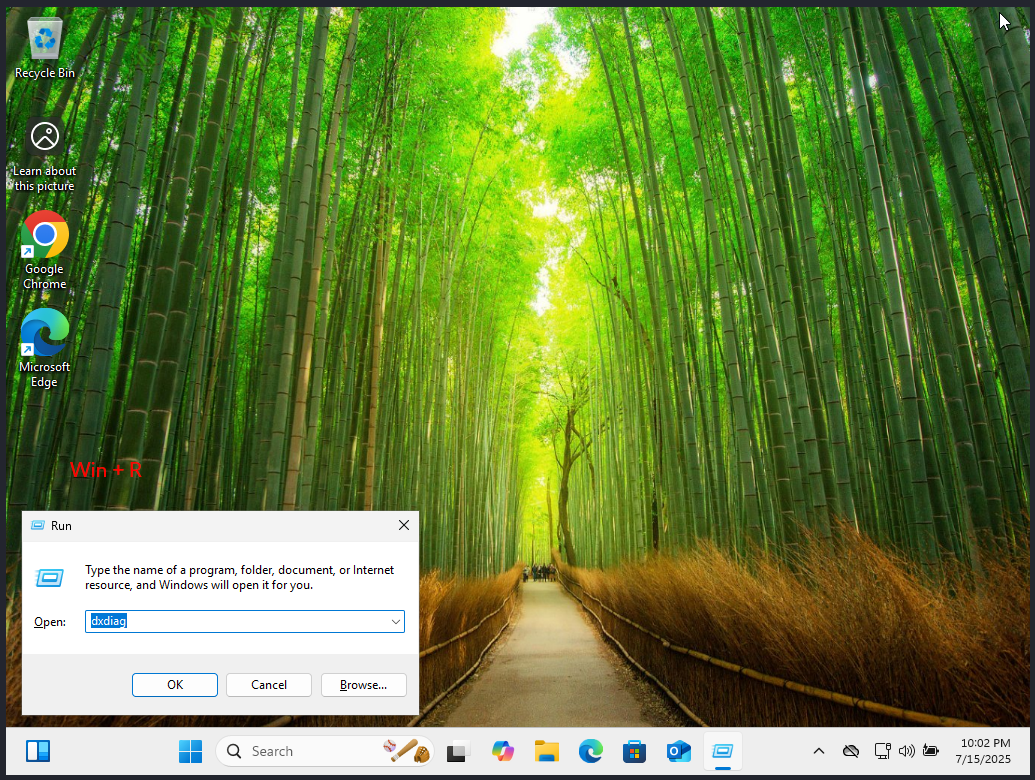 Recycle Bin
Learn about
this picture
Google
Chrome
Microsoft
Edge
Win + R
Run
Type the name of a program, folder, document, or Internet
resource, and Windows will open it for you.
Open:
dxdiag
OK
Cancel
Browse...
Search
10:02 PM
7/15/2025